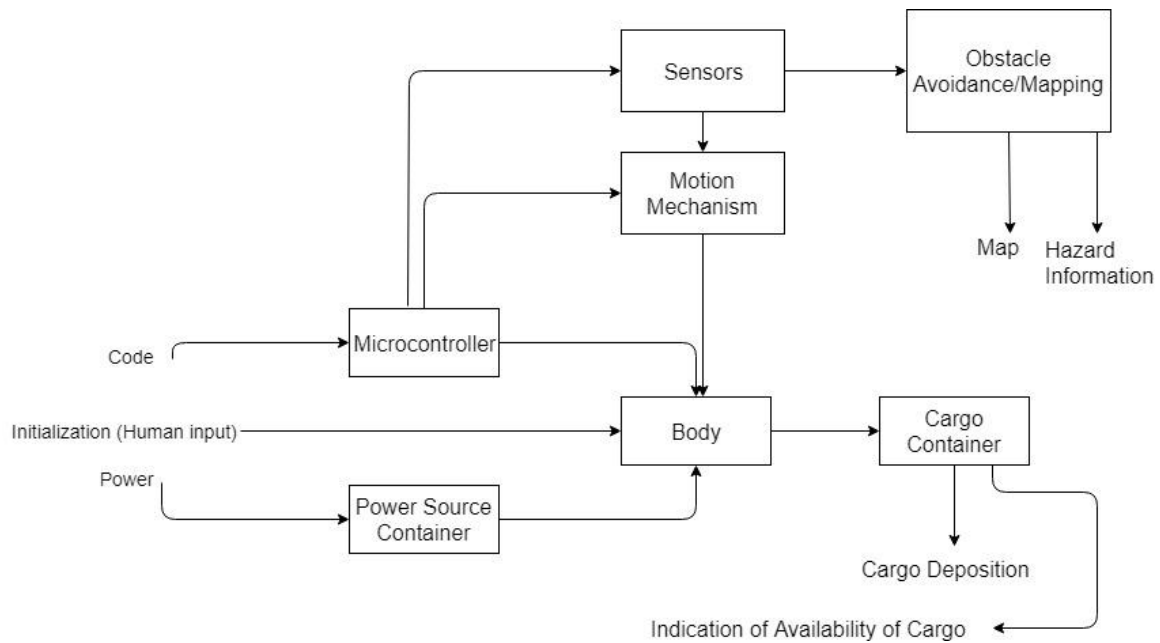 Sensors
Obstacle
Avoidance/Mapping
Motion
Mechanism
Map
Hazard
Information
Microcontroller
Code
Initialization (Human input)
Body
Cargo
Container
Power
Power Source
Container
Cargo Deposition
Indication of Availability of Cargo